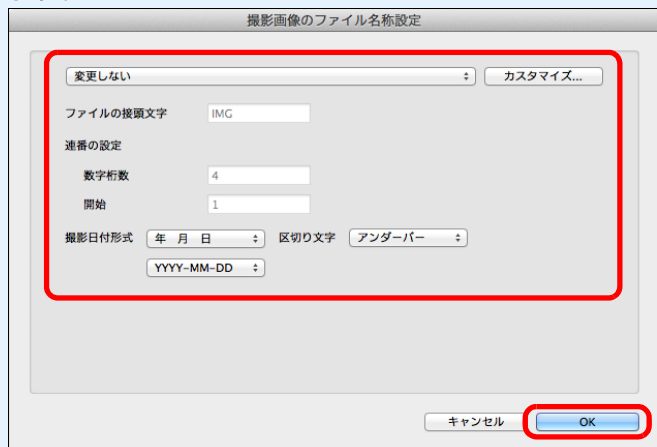 撮影画像のファイル名称設定
変更しない カスタマイズ...
ファイルの接頭文字 IMG
連番の設定
数字桁数 4
開始 1
撮影日付形式 年 月 日 区切り文字 アンダーバー
YYYY-MM-DD
キャンセル OK